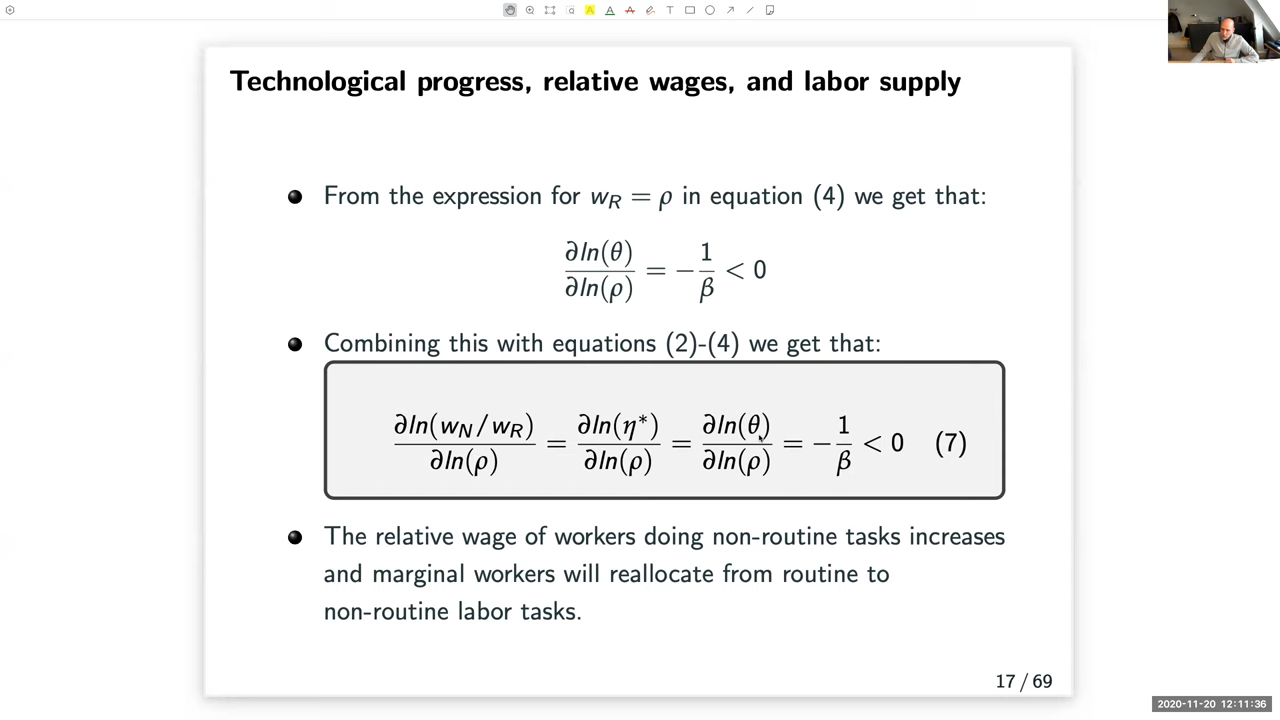 Technological progress, relative wages, and labor supply
From the expression for w_R = ρ in equation (4) we get that:
∂ln(θ)/∂ln(ρ) = −1/β < 0
Combining this with equations (2)-(4) we get that:
∂ln(w_N/w_R)/∂ln(ρ) = ∂ln(η*)/∂ln(ρ) = ∂ln(θ)/∂ln(ρ) = −1/β < 0 (7)
The relative wage of workers doing non-routine tasks increases
and marginal workers will reallocate from routine to
non-routine labor tasks.
17 / 69
2020-11-20 12:11:36